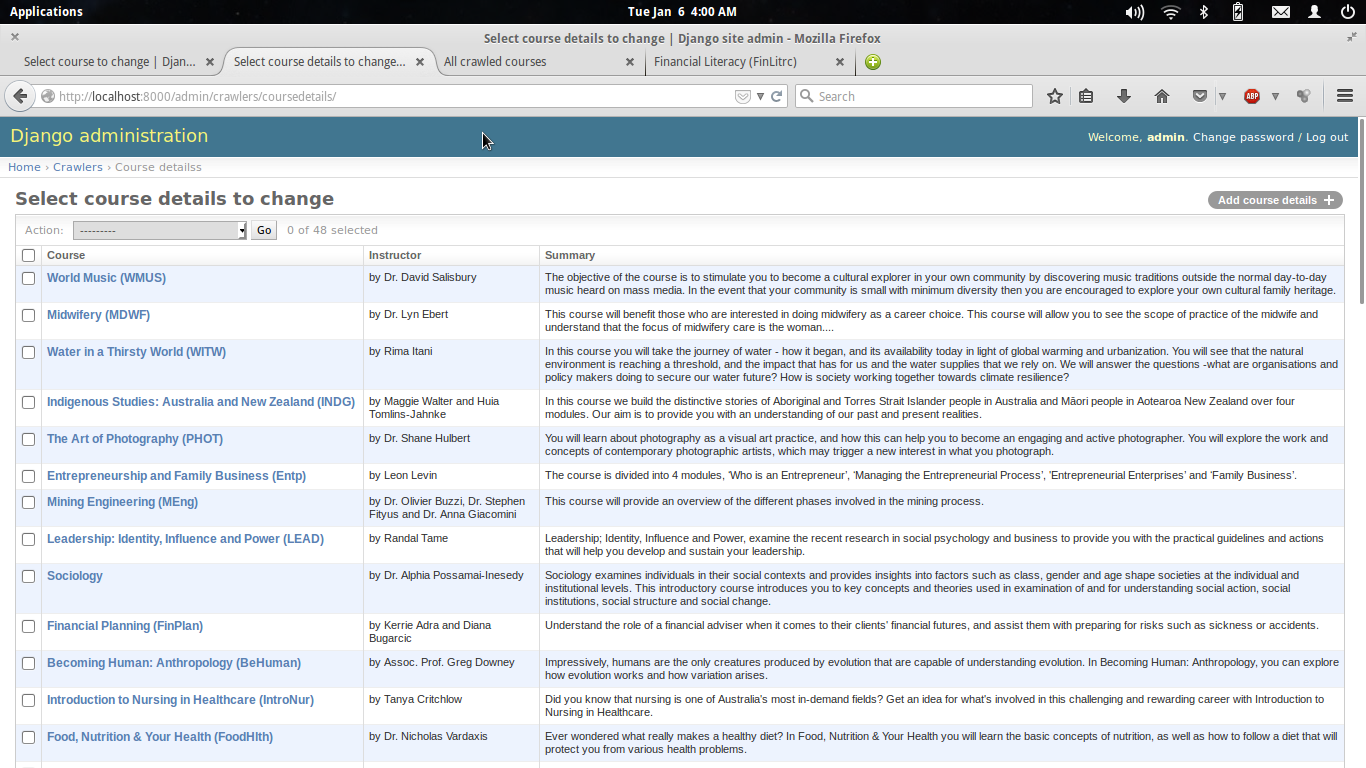 Applications
Tue Jan 6 4:00 AM
Select course details to change | Django site admin - Mozilla Firefox
Select course to change | Djan...
Select course details to change...
All crawled courses
Financial Literacy (FinLitrc)
http://localhost:8000/admin/crawlers/coursedetails/
Search
ABP
Django administration
Welcome, admin. Change password / Log out
Home › Crawlers › Course detailss
Select course details to change
Add course details +
Action: --------- Go 0 of 48 selected
Course Instructor Summary
World Music (WMUS)
by Dr. David Salisbury
The objective of the course is to stimulate you to become a cultural explorer in your own community by discovering music traditions outside the normal day-to-day
music heard on mass media. In the event that your community is small with minimum diversity then you are encouraged to explore your own cultural family heritage.
Midwifery (MDWF)
by Dr. Lyn Ebert
This course will benefit those who are interested in doing midwifery as a career choice. This course will allow you to see the scope of practice of the midwife and
understand that the focus of midwifery care is the woman....
Water in a Thirsty World (WITW)
by Rima Itani
In this course you will take the journey of water - how it began, and its availability today in light of global warming and urbanization. You will see that the natural
environment is reaching a threshold, and the impact that has for us and the water supplies that we rely on. We will answer the questions -what are organisations and
policy makers doing to secure our water future? How is society working together towards climate resilience?
Indigenous Studies: Australia and New Zealand (INDG)
by Maggie Walter and Huia
Tomlins-Jahnke
In this course we build the distinctive stories of Aboriginal and Torres Strait Islander people in Australia and Māori people in Aotearoa New Zealand over four
modules. Our aim is to provide you with an understanding of our past and present realities.
The Art of Photography (PHOT)
by Dr. Shane Hulbert
You will learn about photography as a visual art practice, and how this can help you to become an engaging and active photographer. You will explore the work and
concepts of contemporary photographic artists, which may trigger a new interest in what you photograph.
Entrepreneurship and Family Business (Entp)
by Leon Levin
The course is divided into 4 modules, ‘Who is an Entrepreneur’, ‘Managing the Entrepreneurial Process’, ‘Entrepreneurial Enterprises’ and ‘Family Business’.
Mining Engineering (MEng)
by Dr. Olivier Buzzi, Dr. Stephen
Fityus and Dr. Anna Giacomini
This course will provide an overview of the different phases involved in the mining process.
Leadership: Identity, Influence and Power (LEAD)
by Randal Tame
Leadership; Identity, Influence and Power, examine the recent research in social psychology and business to provide you with the practical guidelines and actions
that will help you develop and sustain your leadership.
Sociology
by Dr. Alphia Possamai-Inesedy
Sociology examines individuals in their social contexts and provides insights into factors such as class, gender and age shape societies at the individual and
institutional levels. This introductory course introduces you to key concepts and theories used in examination of and for understanding social action, social
institutions, social structure and social change.
Financial Planning (FinPlan)
by Kerrie Adra and Diana
Bugarcic
Understand the role of a financial adviser when it comes to their clients' financial futures, and assist them with preparing for risks such as sickness or accidents.
Becoming Human: Anthropology (BeHuman)
by Assoc. Prof. Greg Downey
Impressively, humans are the only creatures produced by evolution that are capable of understanding evolution. In Becoming Human: Anthropology, you can explore
how evolution works and how variation arises.
Introduction to Nursing in Healthcare (IntroNur)
by Tanya Critchlow
Did you know that nursing is one of Australia's most in-demand fields? Get an idea for what's involved in this challenging and rewarding career with Introduction to
Nursing in Healthcare.
Food, Nutrition & Your Health (FoodHlth)
by Dr. Nicholas Vardaxis
Ever wondered what really makes a healthy diet? In Food, Nutrition & Your Health you will learn the basic concepts of nutrition, as well as how to follow a diet that will
protect you from various health problems.